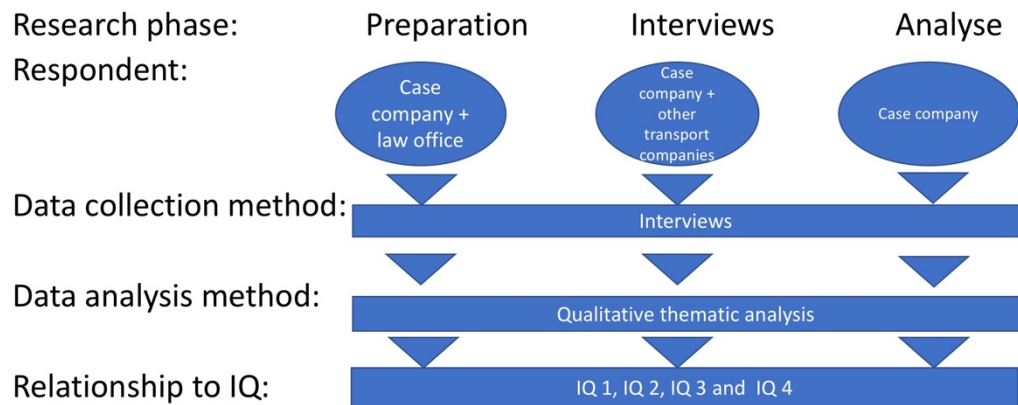 Research phase: Preparation Interviews Analyse
Respondent:
Case
company +
law office
Case
company +
other
transport
companies
Case company
Data collection method:
Interviews
Data analysis method:
Qualitative thematic analysis
Relationship to IQ:
IQ 1, IQ 2, IQ 3 and IQ 4